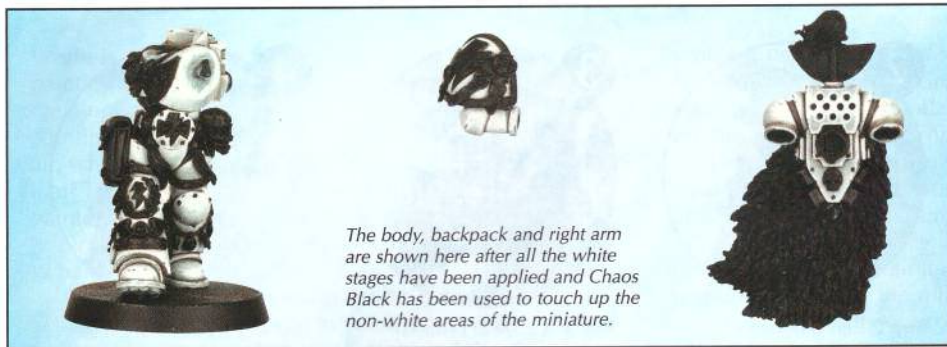 The body, backpack and right arm
are shown here after all the white
stages have been applied and Chaos
Black has been used to touch up the
non-white areas of the miniature.